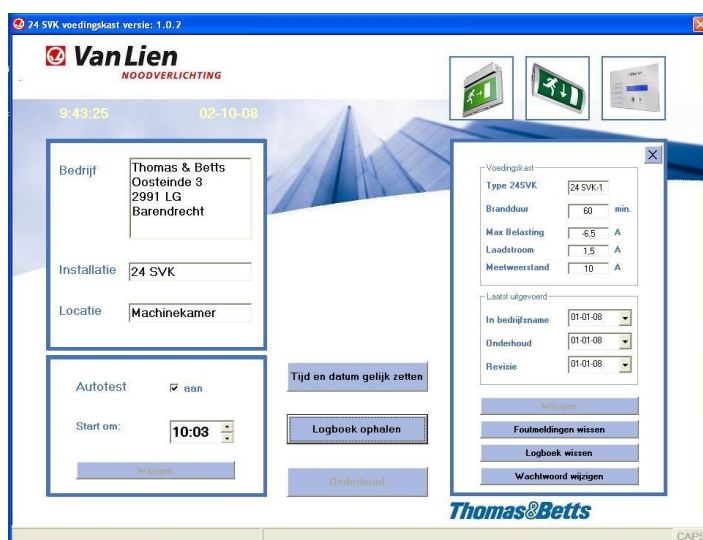 24 SVK voedingskast versie: 1.0.2
Van Lien
NOODVERLICHTING
9:43:25 02-10-08
Bedrijf
Thomas & Betts
Oosteinde 3
2991 LG
Barendrecht
Installatie 24 SVK
Locatie Machinekamer
Autotest aan
Start om: 10:03
Wijzigen
Tijd en datum gelijk zetten
Logboek ophalen
Onderhoud
X
Voedingskast
Type 24SVK 24 SVK-1
Brandduur 60 min.
Max Belasting -6,5 A
Laadstroom 1,5 A
Meetweerstand 10 A
Laatst uitgevoerd
In bedrijfsname 01-01-08
Onderhoud 01-01-08
Revisie 01-01-08
Wijzigen
Foutmeldingen wissen
Logboek wissen
Wachtwoord wijzigen
Thomas&Betts
CAPS